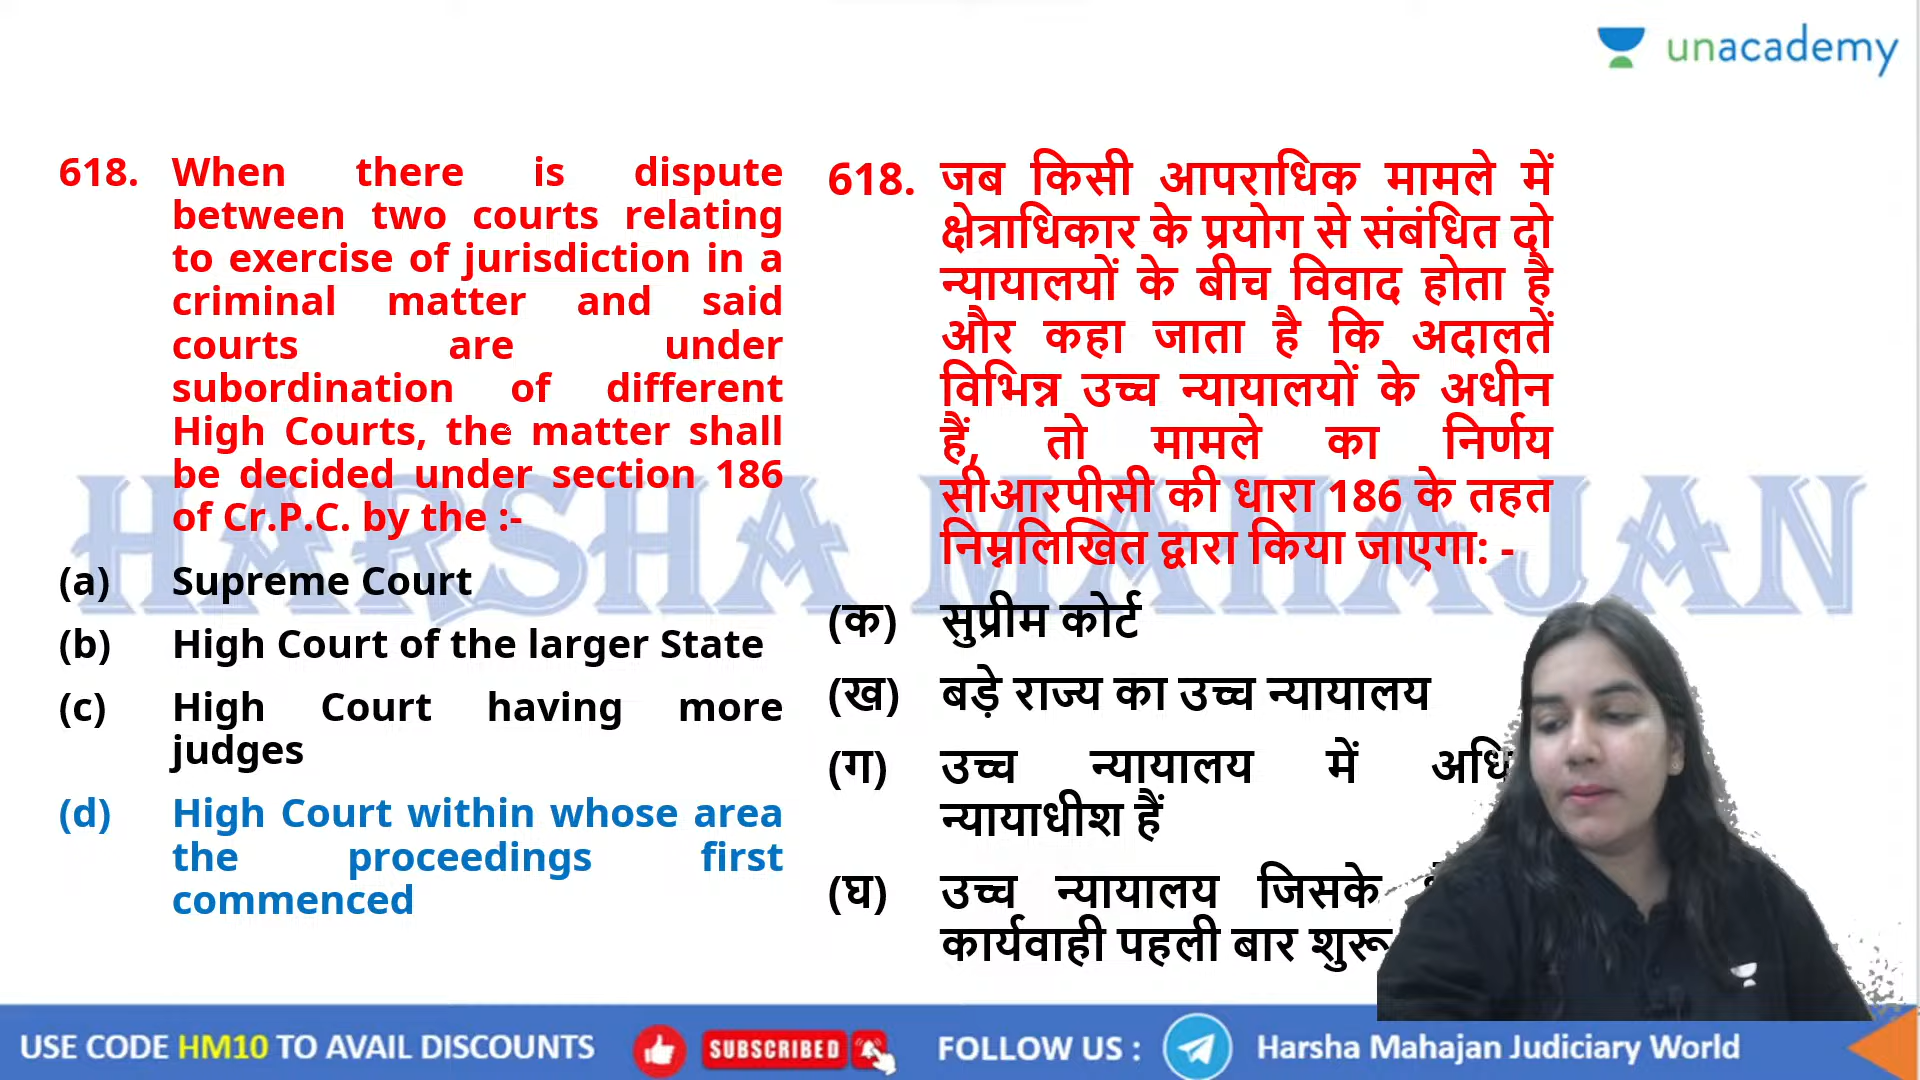 unacademy
618. When there is dispute
between two courts relating
to exercise of jurisdiction in a
criminal matter and said
courts are under
subordination of different
High Courts, the matter shall
be decided under section 186
of Cr.P.C. by the :-
(a) Supreme Court
(b) High Court of the larger State
(c) High Court having more
judges
(d) High Court within whose area
the proceedings first
commenced
618. जब किसी आपराधिक मामले में
क्षेत्राधिकार के प्रयोग से संबंधित दो
न्यायालयों के बीच विवाद होता है
और कहा जाता है कि अदालतें
विभिन्न उच्च न्यायालयों के अधीन
हैं, तो मामले का निर्णय
सीआरपीसी की धारा 186 के तहत
निम्नलिखित द्वारा किया जाएगा: -
(क) सुप्रीम कोर्ट
(ख) बड़े राज्य का उच्च न्यायालय
(ग) उच्च न्यायालय में
न्यायाधीश हैं
(घ) उच्च न्यायालय जिसके
कार्यवाही पहली बार शुरू
HARSHA MAHAJAN
USE CODE HM10 TO AVAIL DISCOUNTS
SUBSCRIBED
FOLLOW US :
Harsha Mahajan Judiciary World